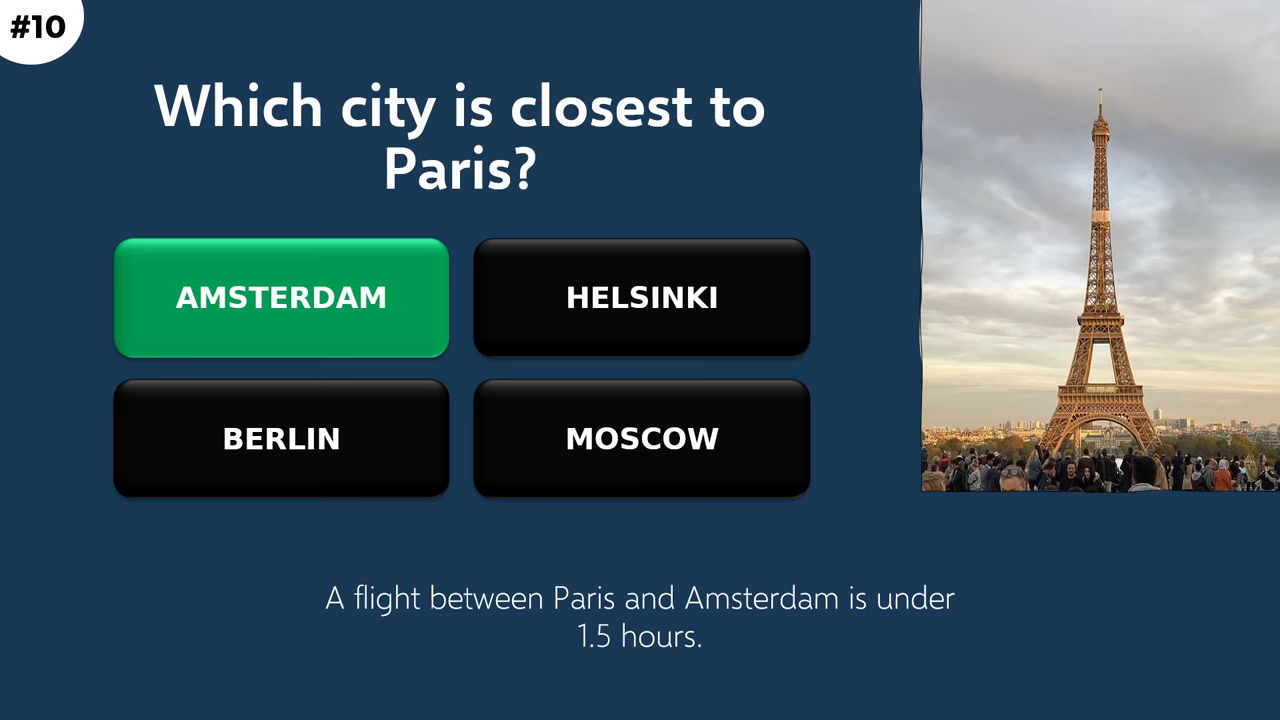 #10
Which city is closest to
Paris?
AMSTERDAM
HELSINKI
BERLIN
MOSCOW
A flight between Paris and Amsterdam is under
1.5 hours.